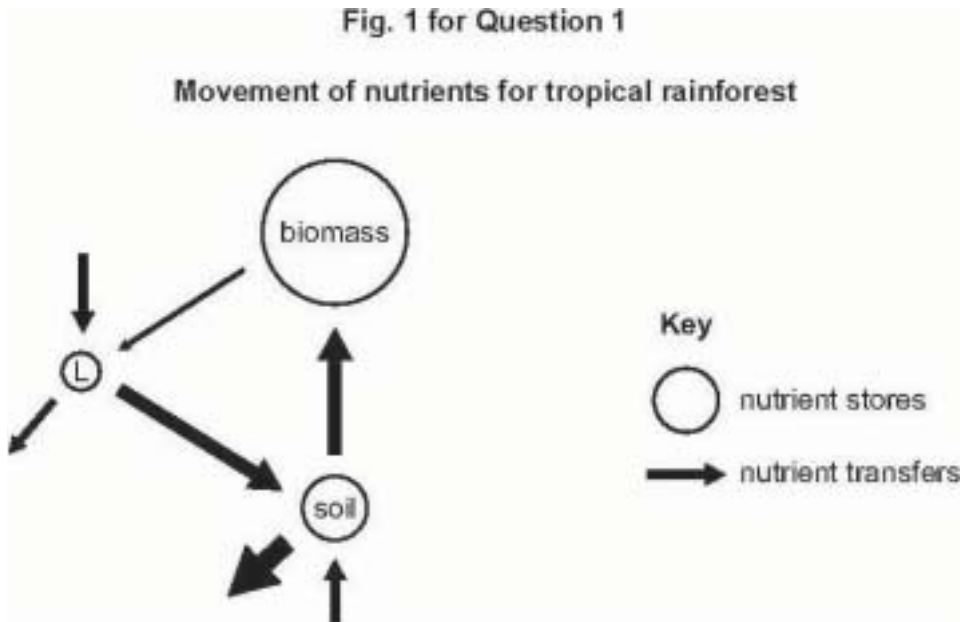 Fig. 1 for Question 1
Movement of nutrients for tropical rainforest
biomass
L
soil
Key
nutrient stores
nutrient transfers